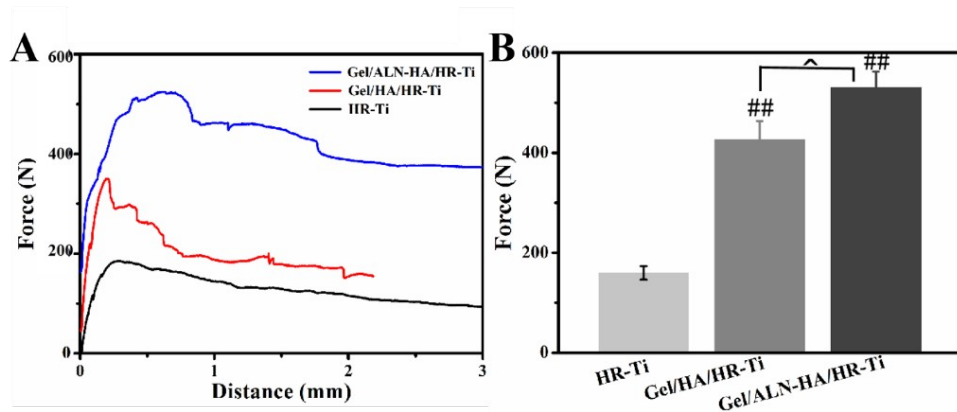 A
Force (N)
600
400
200
0
Gel/ALN-HA/HR-Ti
Gel/HA/HR-Ti
HR-Ti
0
1
2
3
Distance (mm)
B
Force (N)
600
400
200
0
##
^
##
HR-Ti
Gel/HA/HR-Ti
Gel/ALN-HA/HR-Ti